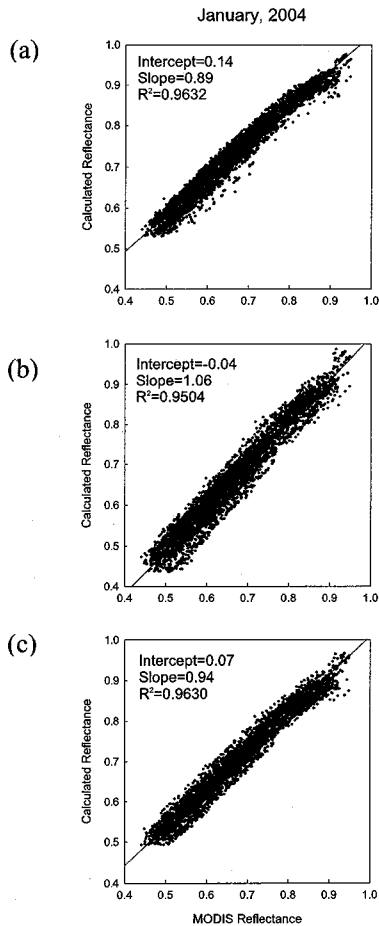 January, 2004
(a)
Intercept=0.14
Slope=0.89
R²=0.9632
Calculated Reflectance
1.0
0.9
0.8
0.7
0.6
0.5
0.4
0.4 0.5 0.6 0.7 0.8 0.9 1.0
(b)
Intercept=-0.04
Slope=1.06
R²=0.9504
Calculated Reflectance
1.0
0.9
0.8
0.7
0.6
0.5
0.4
0.4 0.5 0.6 0.7 0.8 0.9 1.0
(c)
Intercept=0.07
Slope=0.94
R²=0.9630
Calculated Reflectance
1.0
0.9
0.8
0.7
0.6
0.5
0.4
0.4 0.5 0.6 0.7 0.8 0.9 1.0
MODIS Reflectance